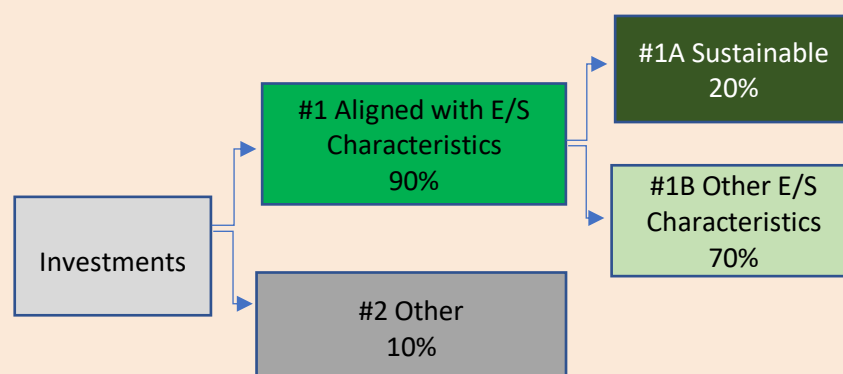 Investments
#1 Aligned with E/S
Characteristics
90%
#2 Other
10%
#1A Sustainable
20%
#1B Other E/S
Characteristics
70%